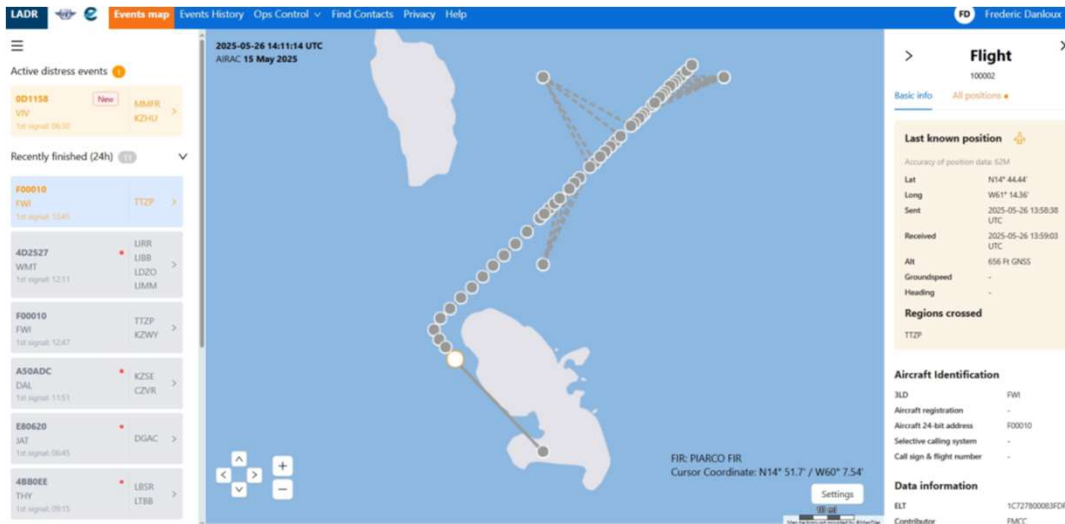 LADR
Events map
Events History
Ops Control
Find Contacts
Privacy
Help
FD
Frederic Danloux
Active distress events 1
0D1158
New
VIV
1st signal: 06:30
MMFR
KZHU
Recently finished (24h) 11
F00010
FWI
1st signal: 13:45
TTZP
4D2527
WMT
1st signal: 12:11
LIRR
LIBB
LDZO
LIMM
F00010
FWI
1st signal: 12:47
TTZP
KZWY
A50ADC
DAL
1st signal: 11:51
KZSE
CZVR
E80620
JAT
1st signal: 06:45
DGAC
4BB0EE
THY
1st signal: 09:15
LBSR
LTBB
2025-05-26 14:11:14 UTC
AIRAC 15 May 2025
FIR: PIARCO FIR
Cursor Coordinate: N14° 51.7' / W60° 7.54'
Settings
10 mi
Flight
100002
Basic info
All positions
Last known position
Accuracy of position data: 62M
Lat N14° 44.44'
Long W61° 14.36'
Sent 2025-05-26 13:58:38
UTC
Received 2025-05-26 13:59:03
UTC
Alt 656 Ft GNSS
Groundspeed -
Heading -
Regions crossed
TTZP
Aircraft Identification
3LD FWI
Aircraft registration -
Aircraft 24-bit address F00010
Selective calling system -
Call sign & flight number -
Data information
ELT 1C727800083FDF
Contributor FMCC